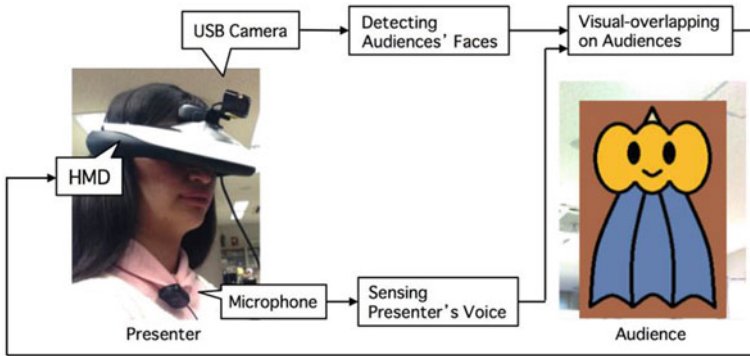 USB Camera
Detecting
Audiences' Faces
Visual-overlapping
on Audiences
HMD
Microphone
Sensing
Presenter's Voice
Presenter
Audience